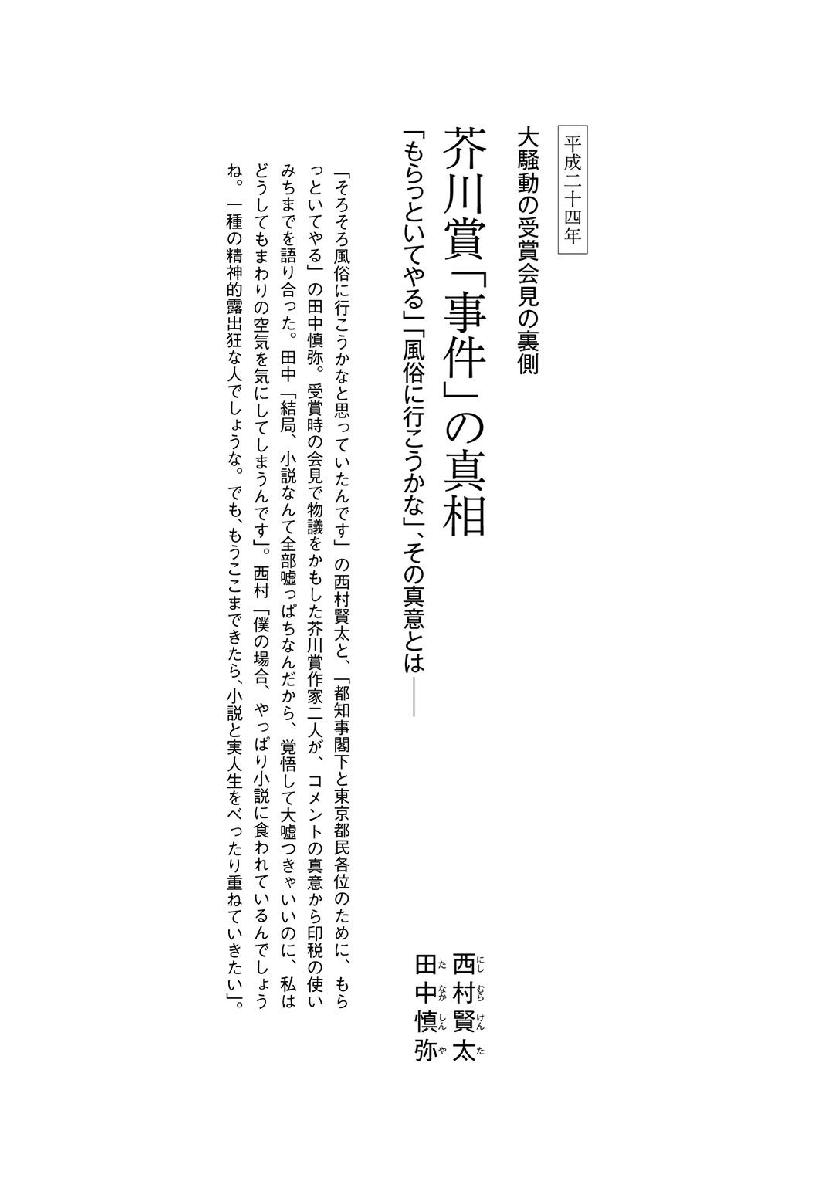 平成二十四年
大騒動の受賞会見の裏側
芥川賞「事件」の真相
「もらっといてやる」「風俗に行こうかな」、その真意とは――
西村賢太
にしむらけんた
田中慎弥
たなかしんや
「そろそろ風俗に行こうかなと思っていたんです」の西村賢太と、「都知事閣下と東京都民各位のために、もら
っといてやる」の田中慎弥。受賞時の会見で物議をかもした芥川賞作家二人が、コメントの真意から印税の使い
みちまでを語り合った。田中「結局、小説なんて全部嘘っぱちなんだから、覚悟して大嘘つきゃいいのに、私は
どうしてもまわりの空気を気にしてしまうんです」。西村「僕の場合、やっぱり小説に食われているんでしょう
ね。一種の精神的露出狂な人でしょうな。でも、もうここまできたら、小説と実人生をべったり重ねていきたい」。